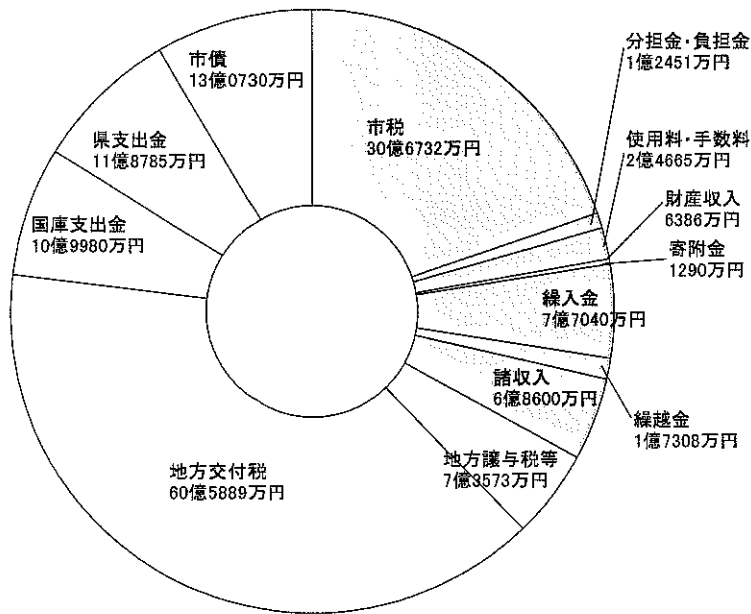 市税
30億6732万円
分担金・負担金
1億2451万円
使用料・手数料
2億4665万円
財産収入
6386万円
寄附金
1290万円
繰入金
7億7040万円
繰越金
1億7308万円
諸収入
6億8600万円
地方譲与税等
7億3573万円
地方交付税
60億5889万円
国庫支出金
10億9980万円
県支出金
11億8785万円
市債
13億0730万円